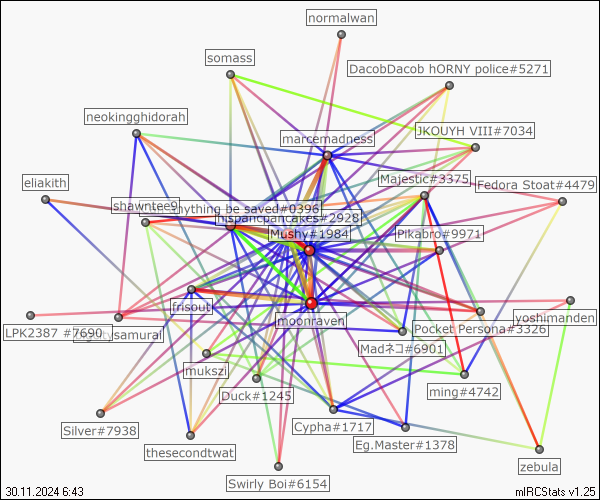 normalwan
somass
DacobDacob hORNY police#5271
neokingghidorah
marcemadness
JKOUYH VIII#7034
eliakith
Majestic#3375
Fedora Stoat#4479
shawntee9
nything be saved#0396
hispanicpancakes#2928
Mushy#1984
Pikabro#9971
frisouti
moonraven
yoshimanden
LPK2387 #7690
samurai
Pocket Persona#3326
Madネコ#6901
mukszi
Duck#1245
ming#4742
Silver#7938
Cypha#1717
thesecondtwat
Eg.Master#1378
zebula
Swirly Boi#6154
30.11.2024 6:43
mIRCStats v1.25